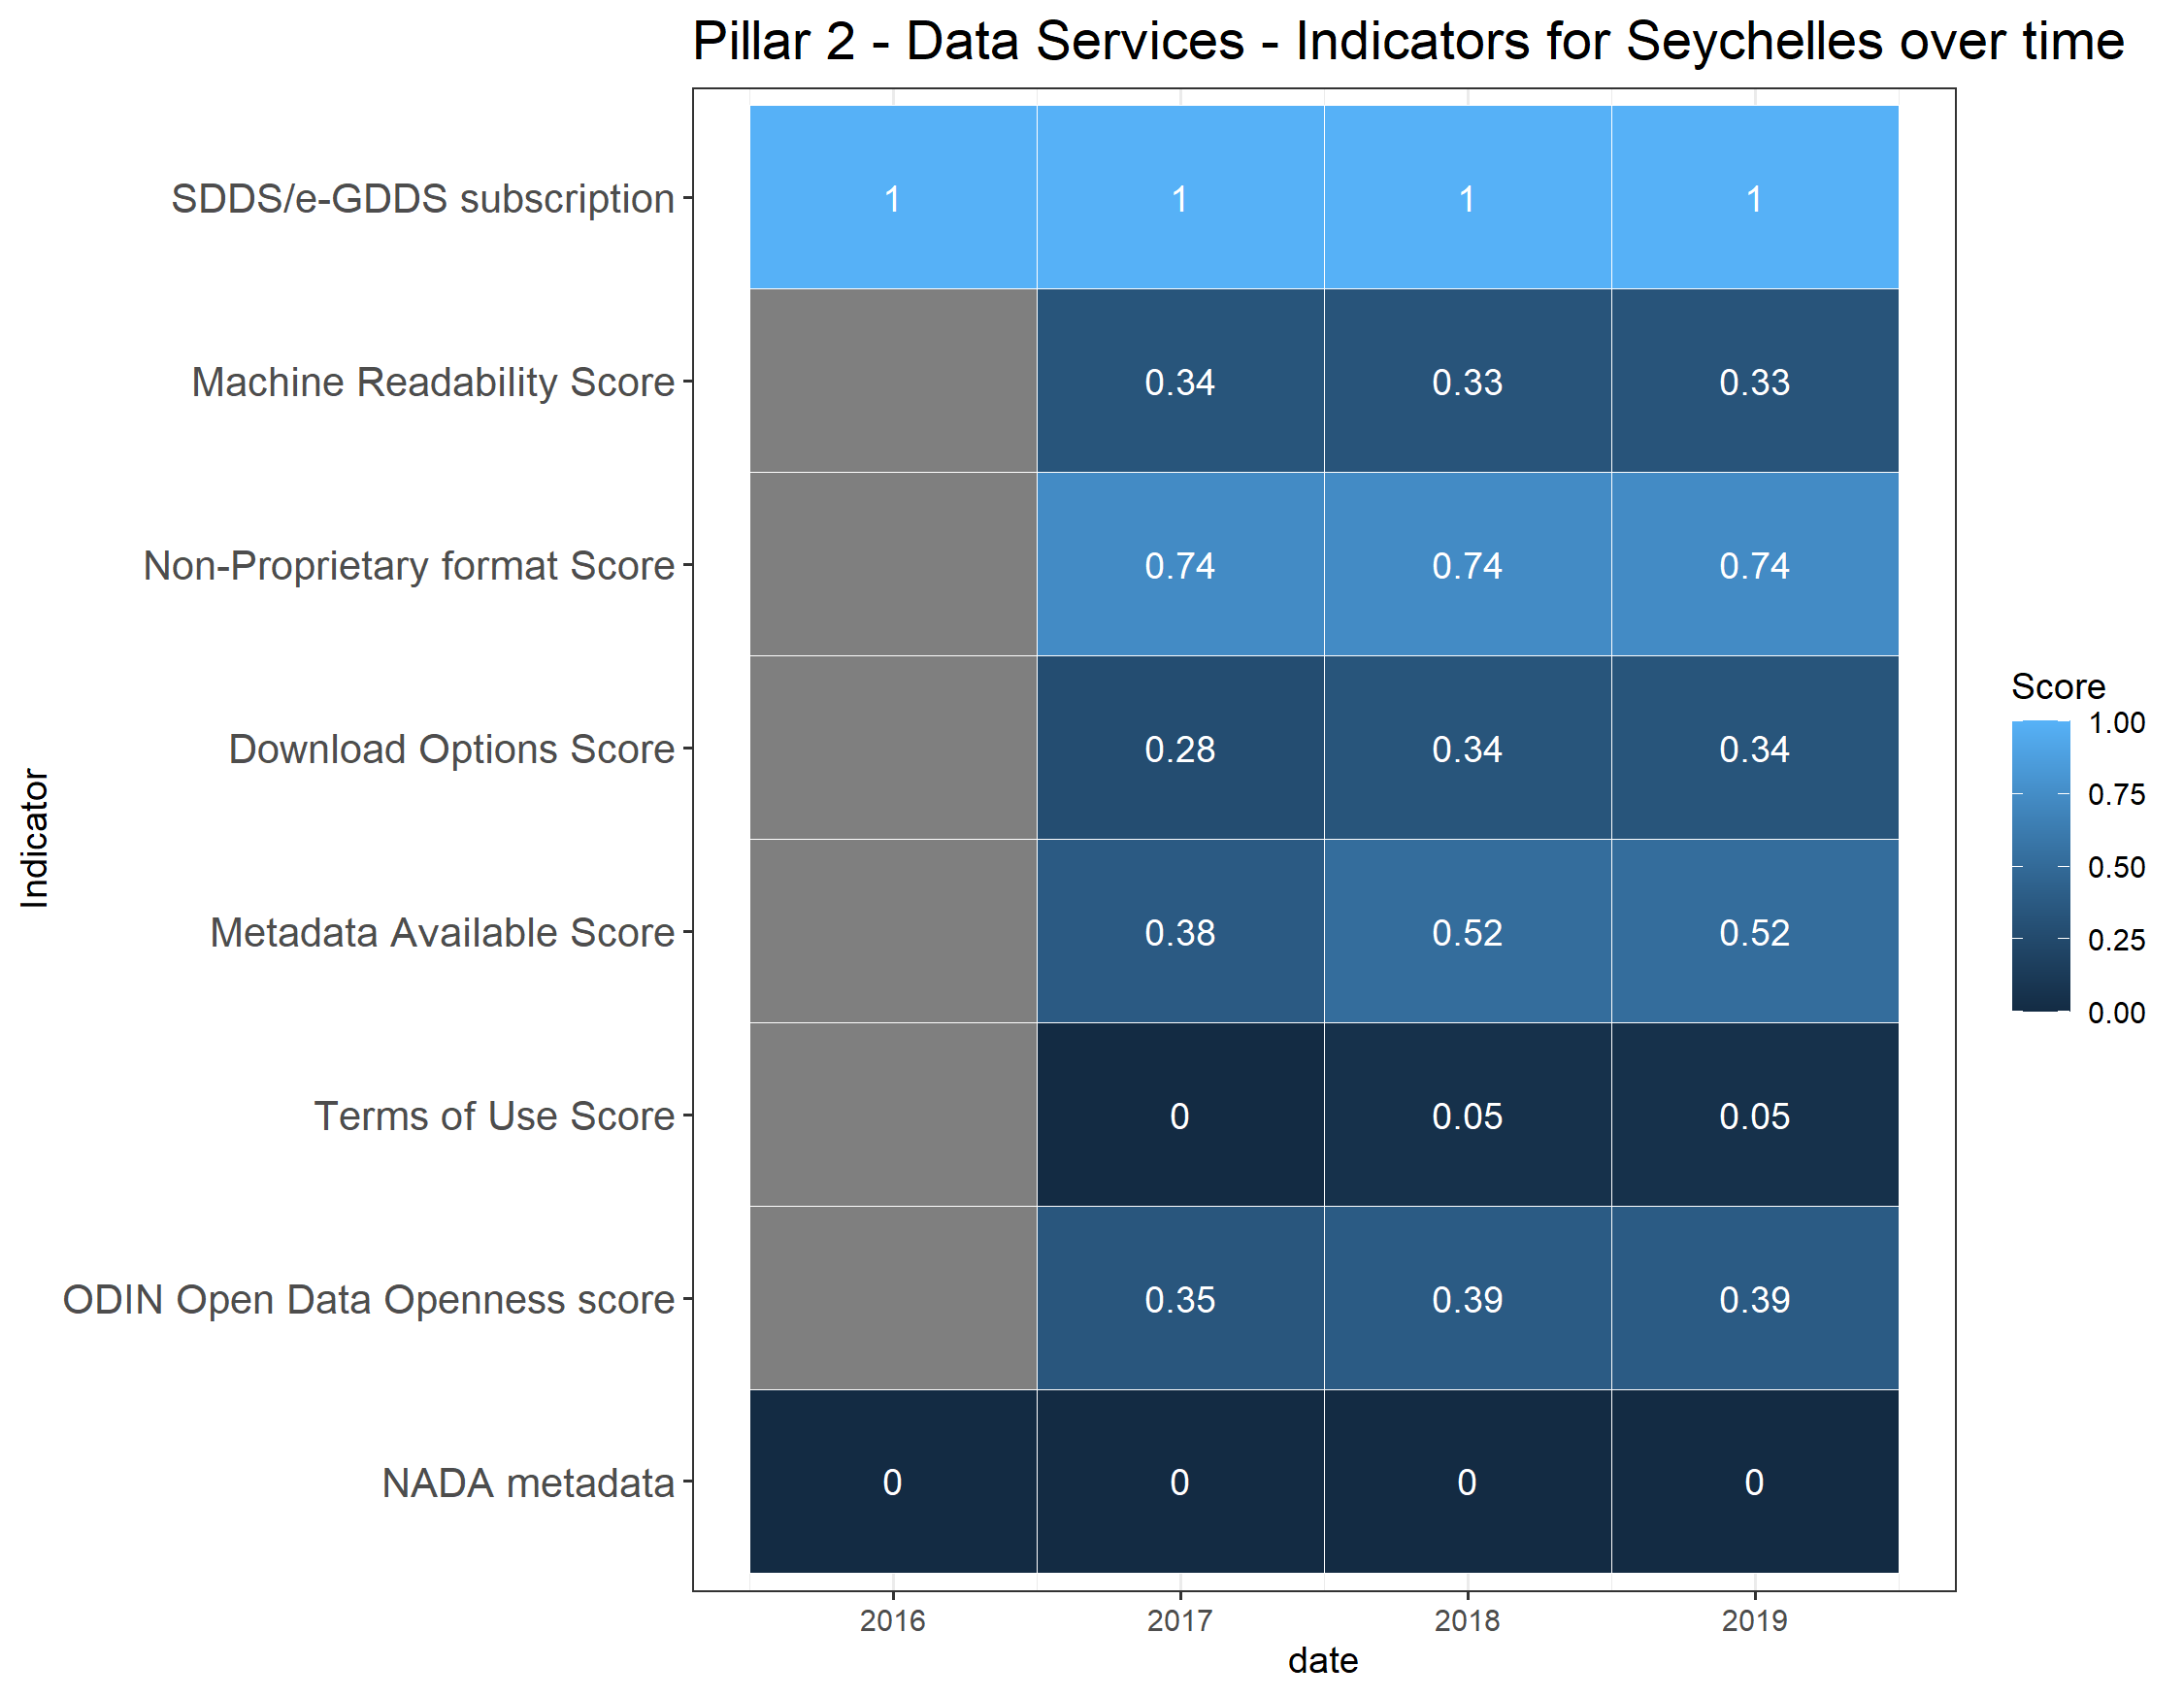 Pillar 2 - Data Services - Indicators for Seychelles over time
SDDS/e-GDDS subscription 1 1 1 1
Machine Readability Score 0.34 0.33 0.33
Non-Proprietary format Score 0.74 0.74 0.74
Download Options Score 0.28 0.34 0.34
Metadata Available Score 0.38 0.52 0.52
Terms of Use Score 0 0.05 0.05
ODIN Open Data Openness score 0.35 0.39 0.39
NADA metadata 0 0 0 0
2016 2017 2018 2019
date
Indicator
Score
1.00
0.75
0.50
0.25
0.00